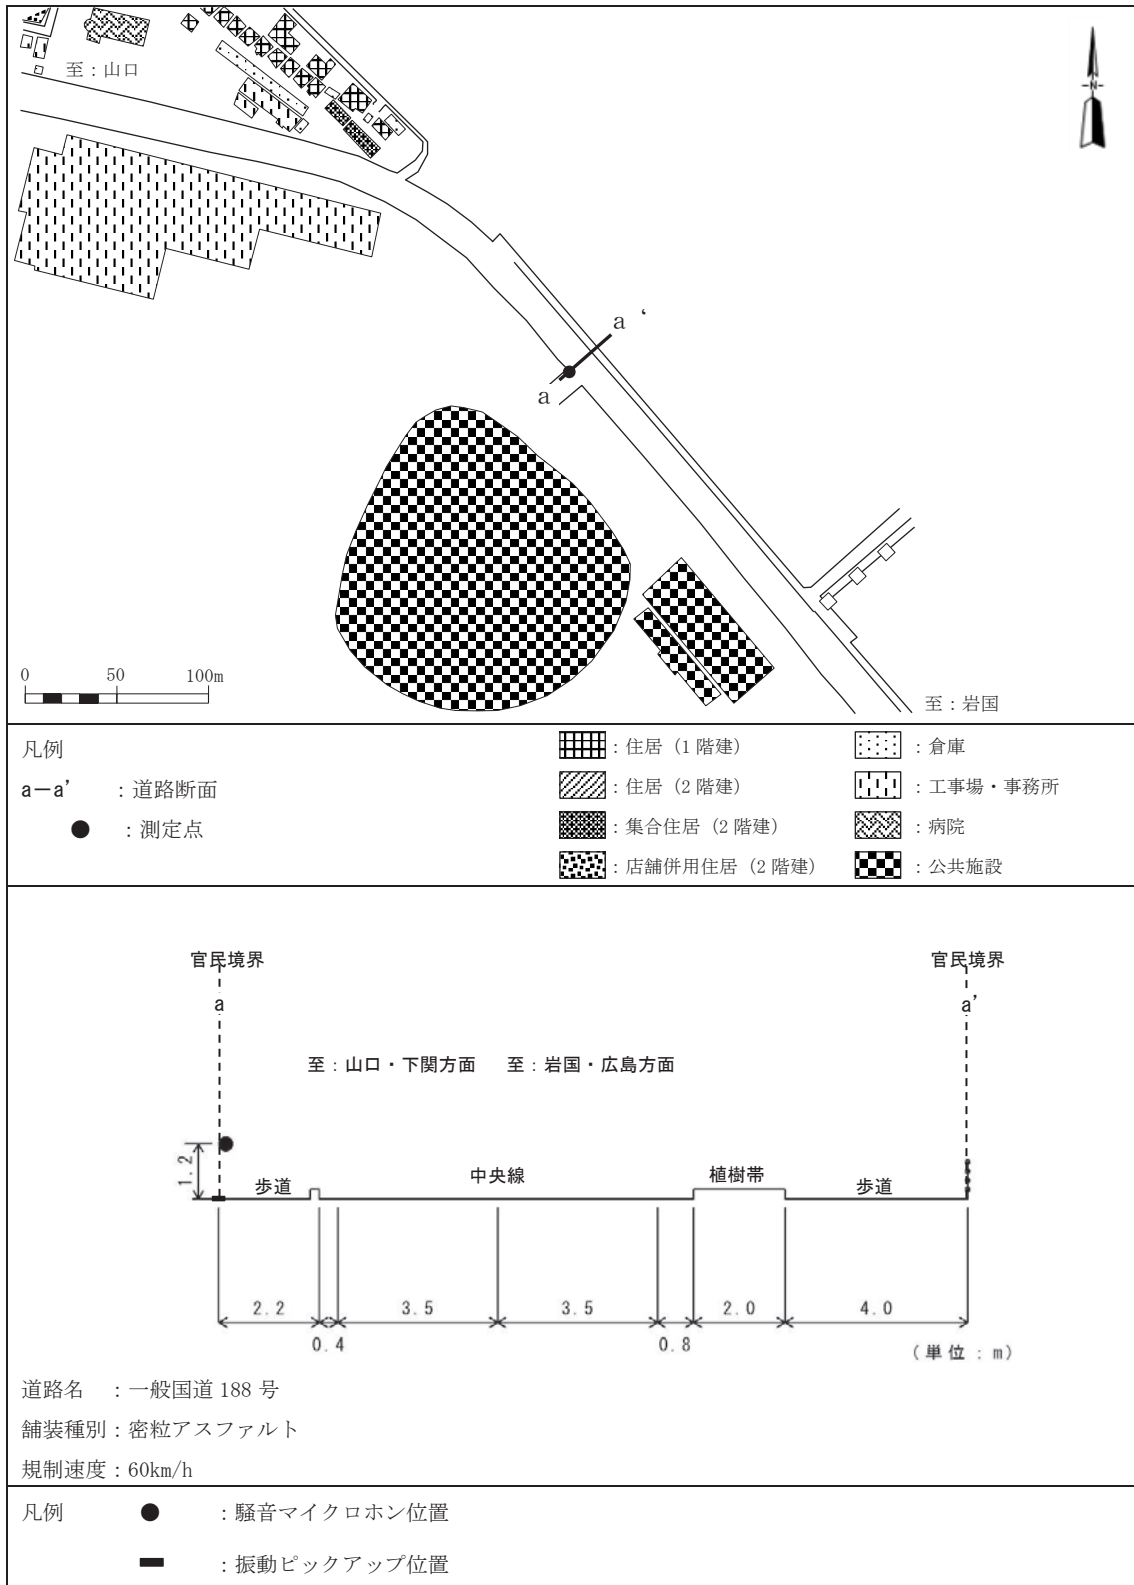 至：山口
N
a ‘
a
0 50 100m
至：岩国
凡例
a－a’ ：道路断面
● ：測定点
：住居（1 階建）
：住居（2 階建）
：集合住居（2 階建）
：店舗併用住居（2 階建）
：倉庫
：工事場・事務所
：病院
：公共施設
官民境界 官民境界
a a’
至：山口・下関方面 至：岩国・広島方面
1.2
歩道 中央線 植樹帯 歩道
2.2 3.5 3.5 2.0 4.0
0.4 0.8 (単位：m)
道路名 ：一般国道 188 号
舗装種別：密粒アスファルト
規制速度：60km/h
凡例 ● ：騒音マイクロホン位置
：振動ピックアップ位置